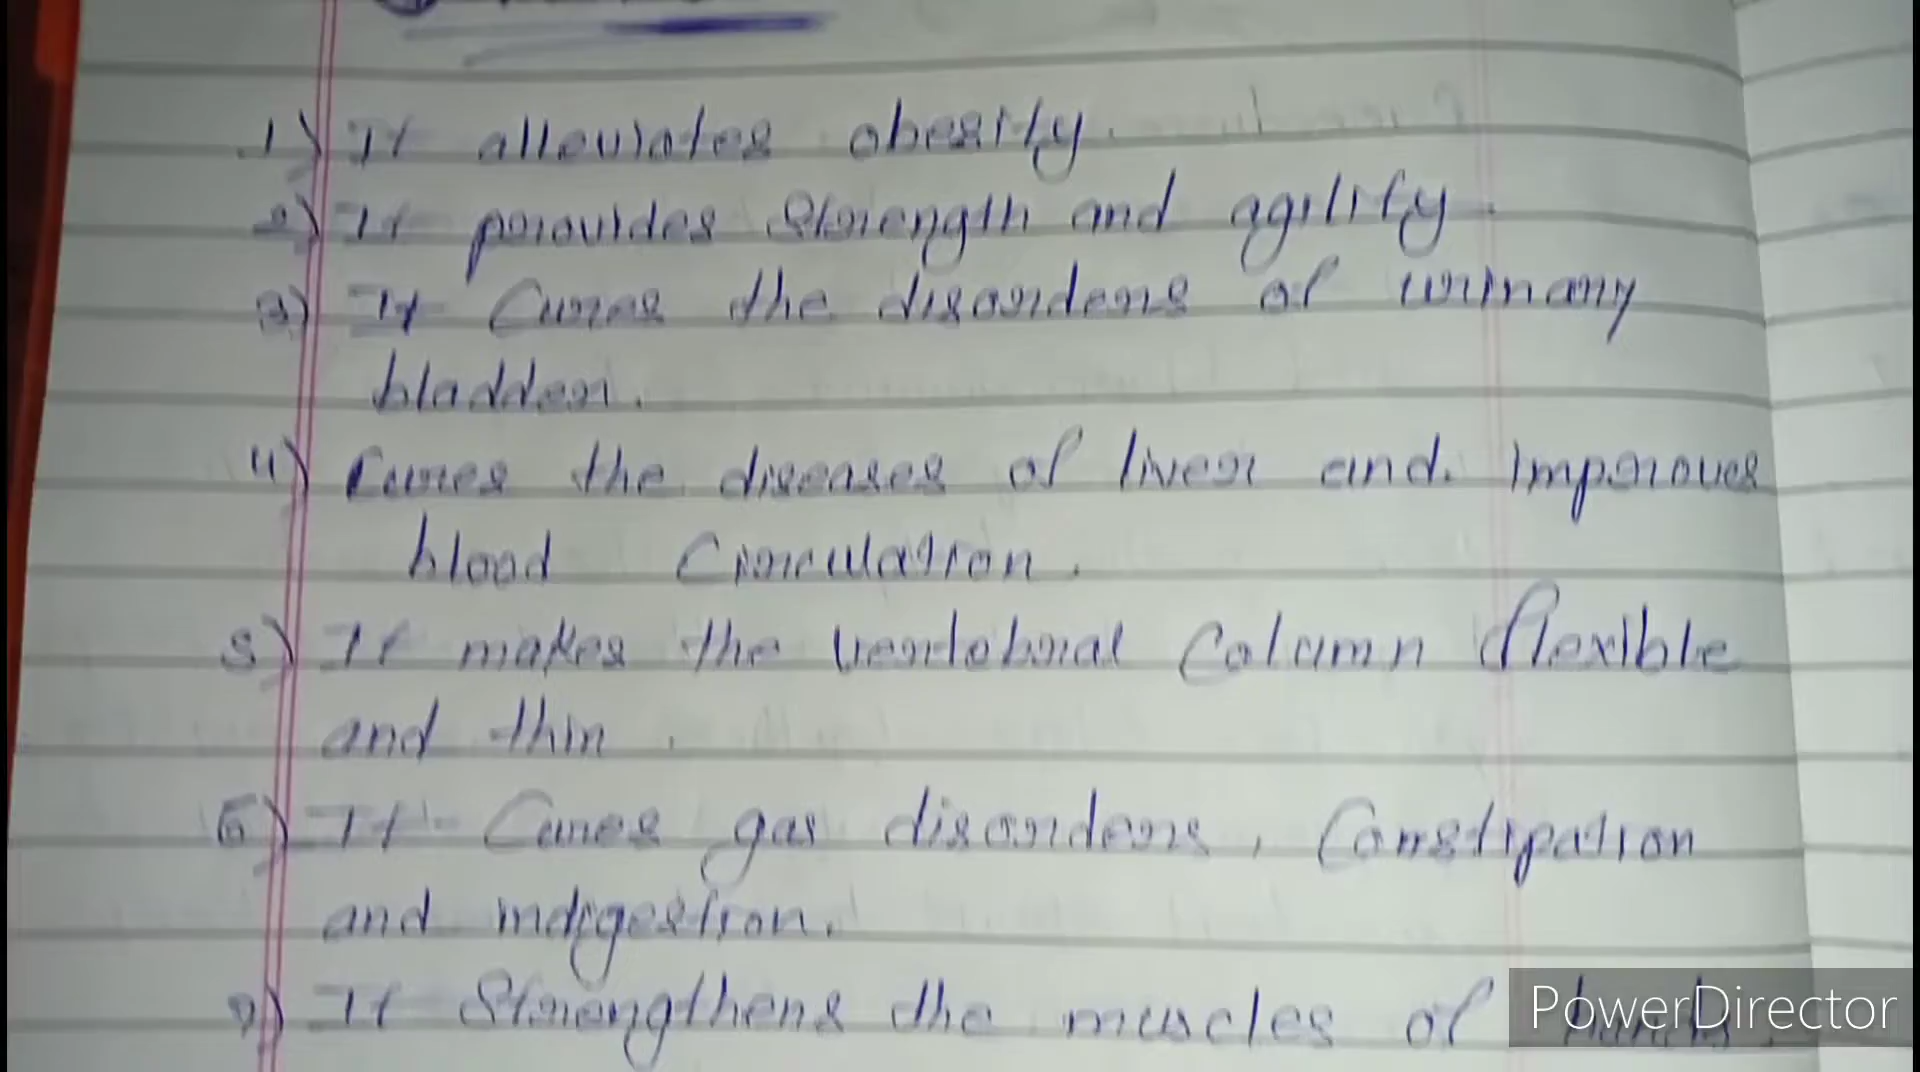 1) It alleviates obesity.
2) It provides Strength and agility.
3) It Cures the disorders of urinary
bladder.
4) Cures the diseases of liver and. improves
blood Circulation.
5) It makes the vertebral Column flexible
and thin.
6) It Cures gas disorders, Constipation
and indigestion.
7) It Strengthens the muscles of
PowerDirector